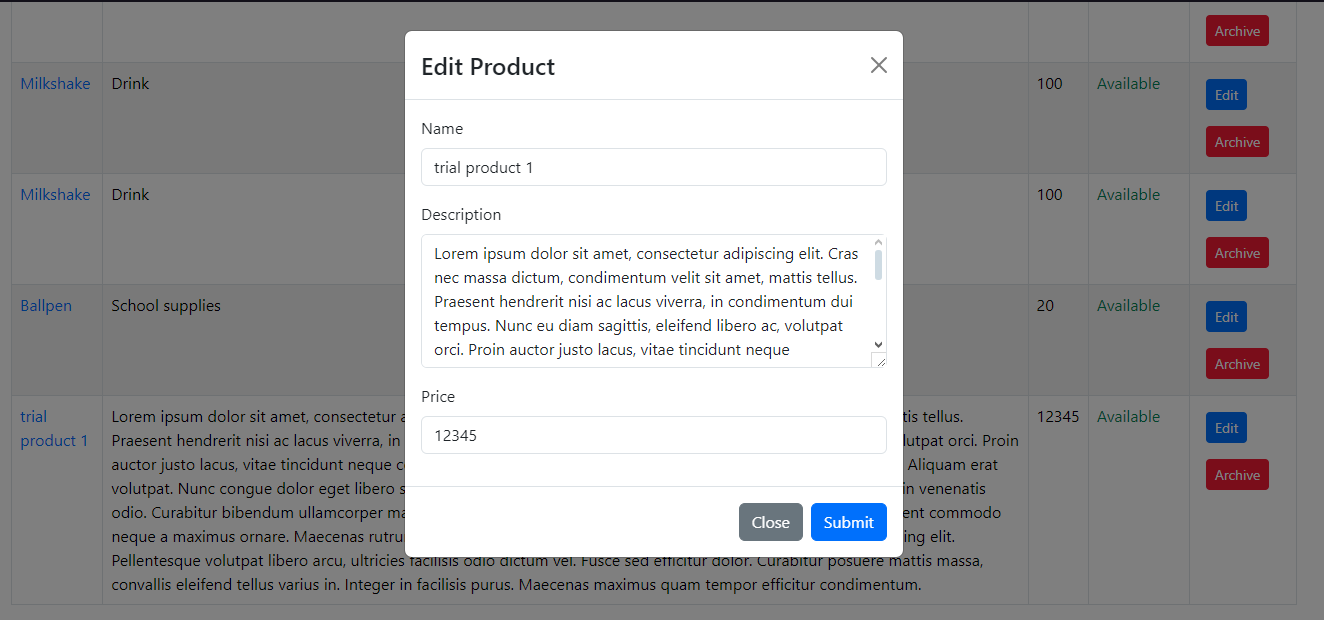 Archive
Milkshake Drink 100 Available Edit
Archive
Milkshake Drink 100 Available Edit
Archive
Ballpen School supplies 20 Available Edit
Archive
trial product 1
Lorem ipsum dolor sit amet, consectetur a tis tellus.
Praesent hendrerit nisi ac lacus viverra, in lutpat orci. Proin
auctor justo lacus, vitae tincidunt neque c Aliquam erat
volutpat. Nunc congue dolor eget libero s in venenatis
odio. Curabitur bibendum ullamcorper ma ent commodo
neque a maximus ornare. Maecenas rutru ing elit.
Pellentesque volutpat libero arcu, ultricies facilisis odio dictum vel. Fusce sed efficitur dolor. Curabitur posuere mattis massa,
convallis eleifend tellus varius in. Integer in facilisis purus. Maecenas maximus quam tempor efficitur condimentum.
12345 Available Edit
Archive
Edit Product
Name
trial product 1
Description
Lorem ipsum dolor sit amet, consectetur adipiscing elit. Cras
nec massa dictum, condimentum velit sit amet, mattis tellus.
Praesent hendrerit nisi ac lacus viverra, in condimentum dui
tempus. Nunc eu diam sagittis, eleifend libero ac, volutpat
orci. Proin auctor justo lacus, vitae tincidunt neque
Price
12345
Close Submit